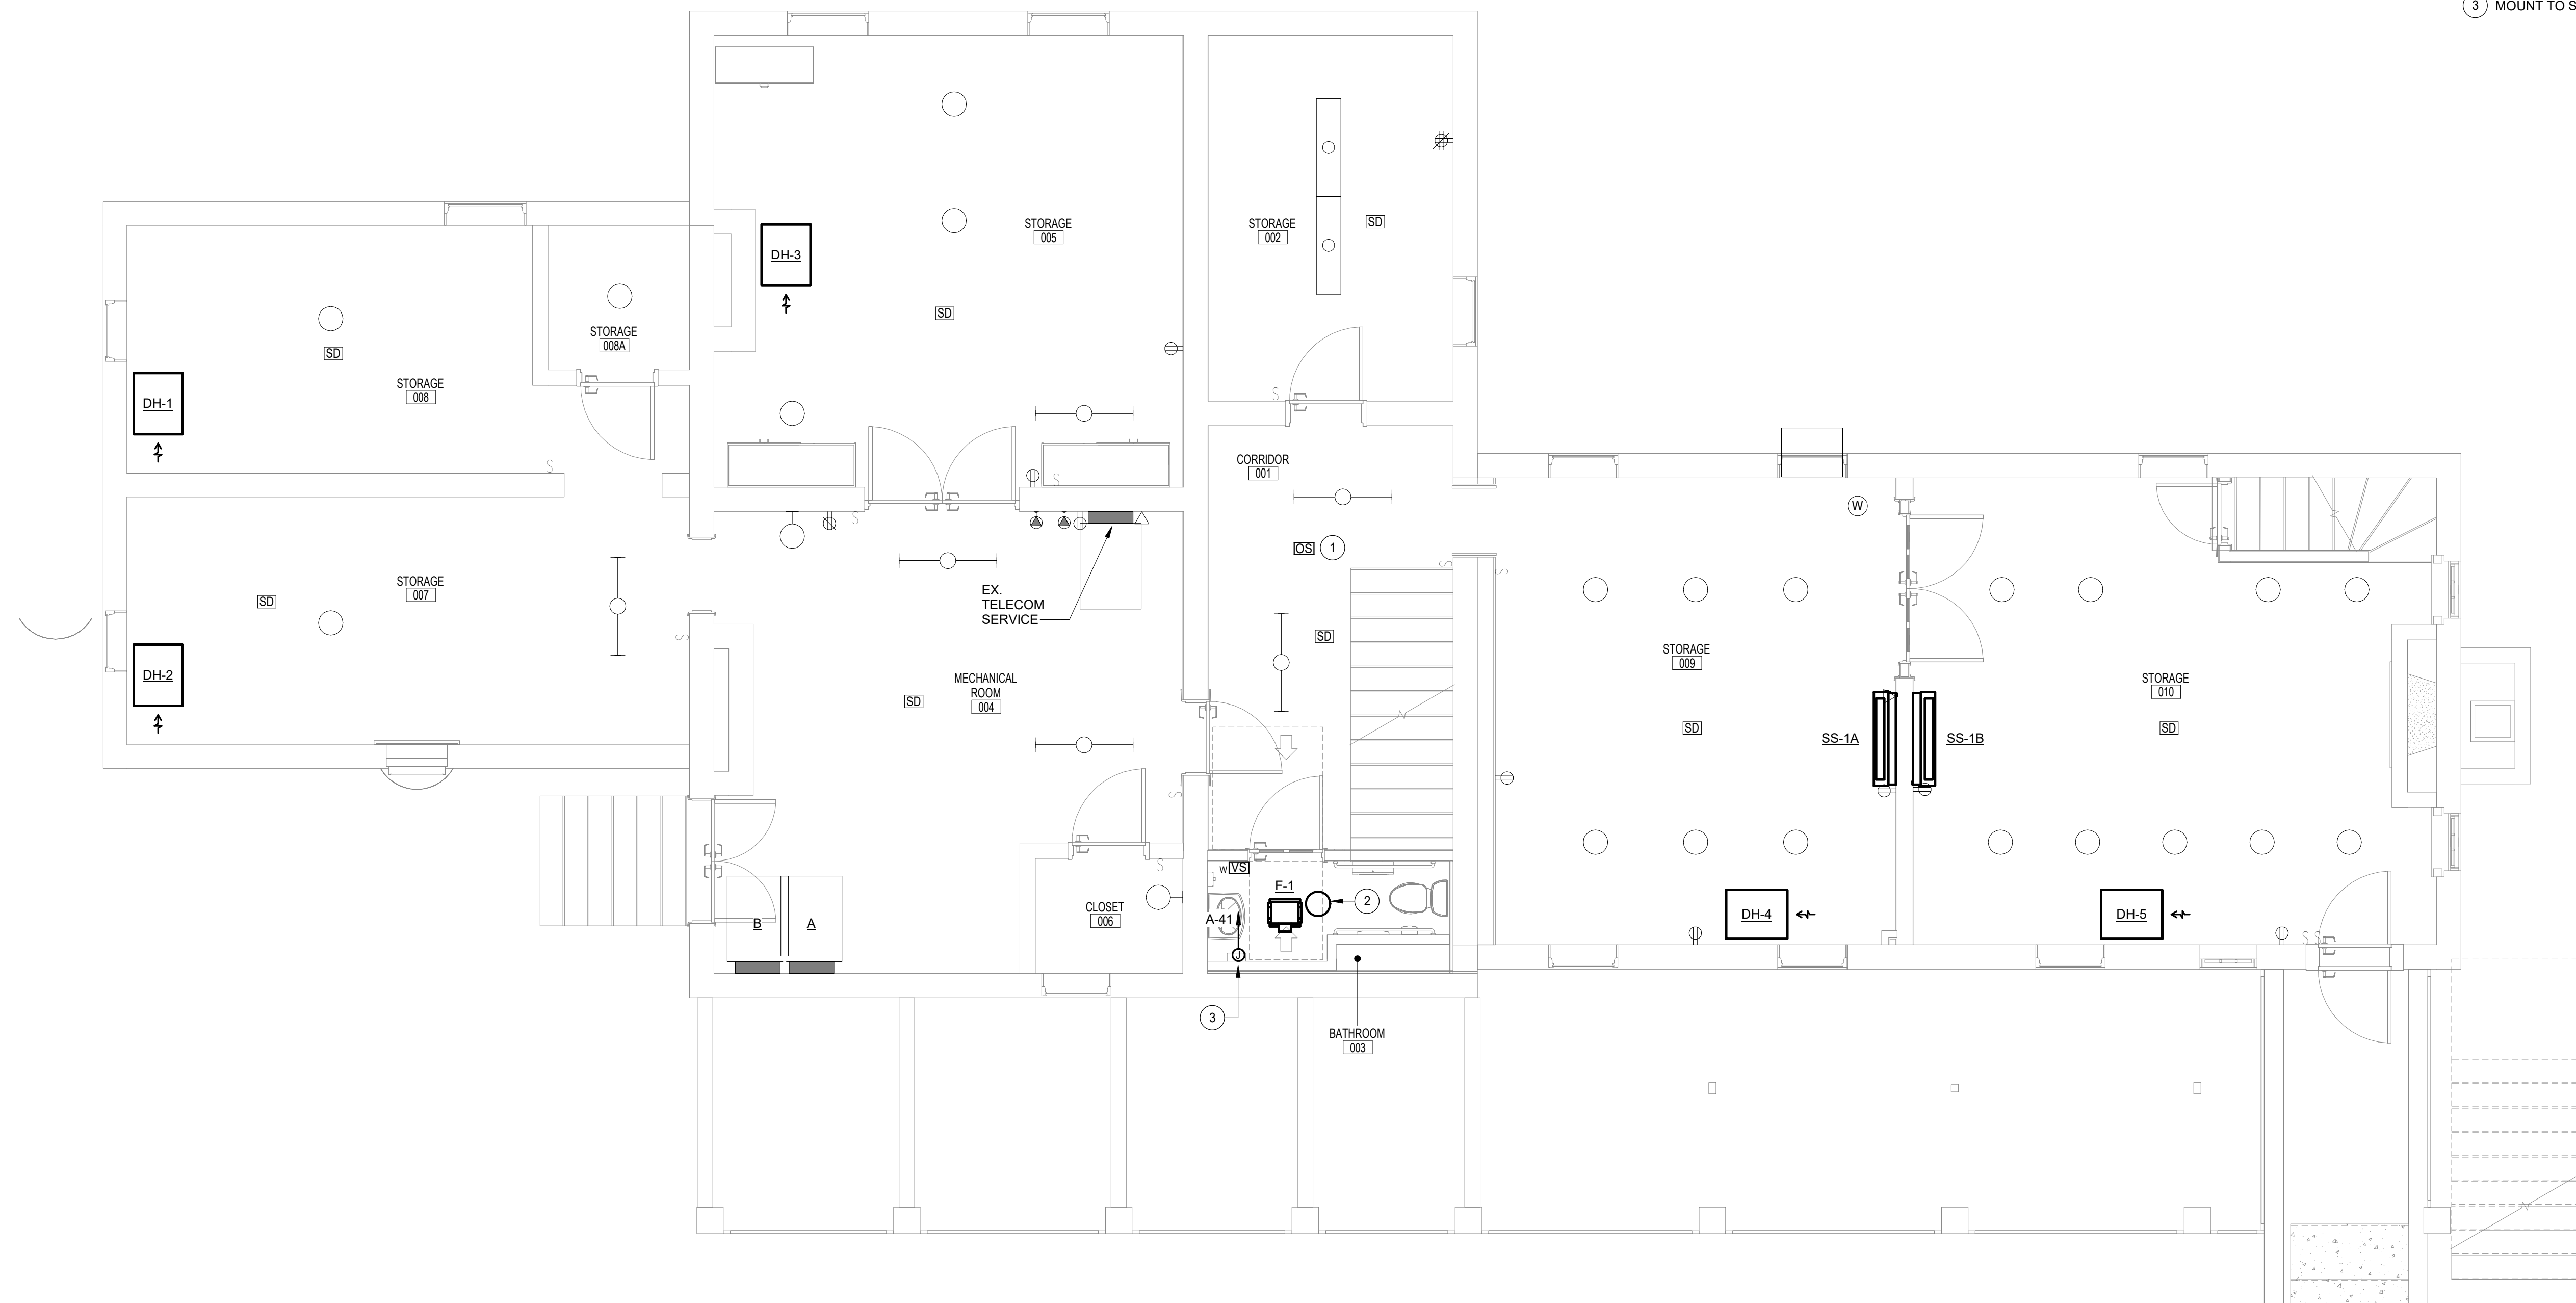 3 MOUNT TO S
STORAGE
005
STORAGE
002
SD
DH-3
SD
STORAGE
008A
SD
STORAGE
008
DH-1
S
S
S
CORRIDOR
001
W
S
OS 1
EX.
TELECOM
SERVICE
S
S
STORAGE
007
SD
S
SD
STORAGE
009
DH-2
MECHANICAL
ROOM
004
SD
STORAGE
010
SD
SD
SS-1A
SS-1B
S
S
W VS
F-1
2
CLOSET
006
A-41
B
A
DH-4
DH-5
S S
J
3
BATHROOM
003